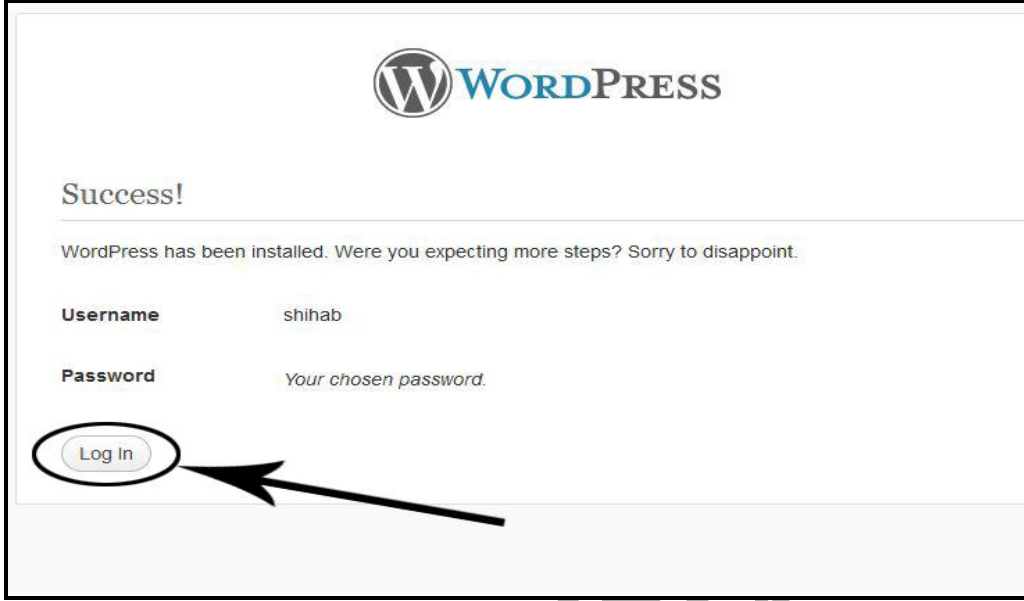 WORDPRESS
Success!
WordPress has been installed. Were you expecting more steps? Sorry to disappoint.
Username shihab
Password Your chosen password.
Log In